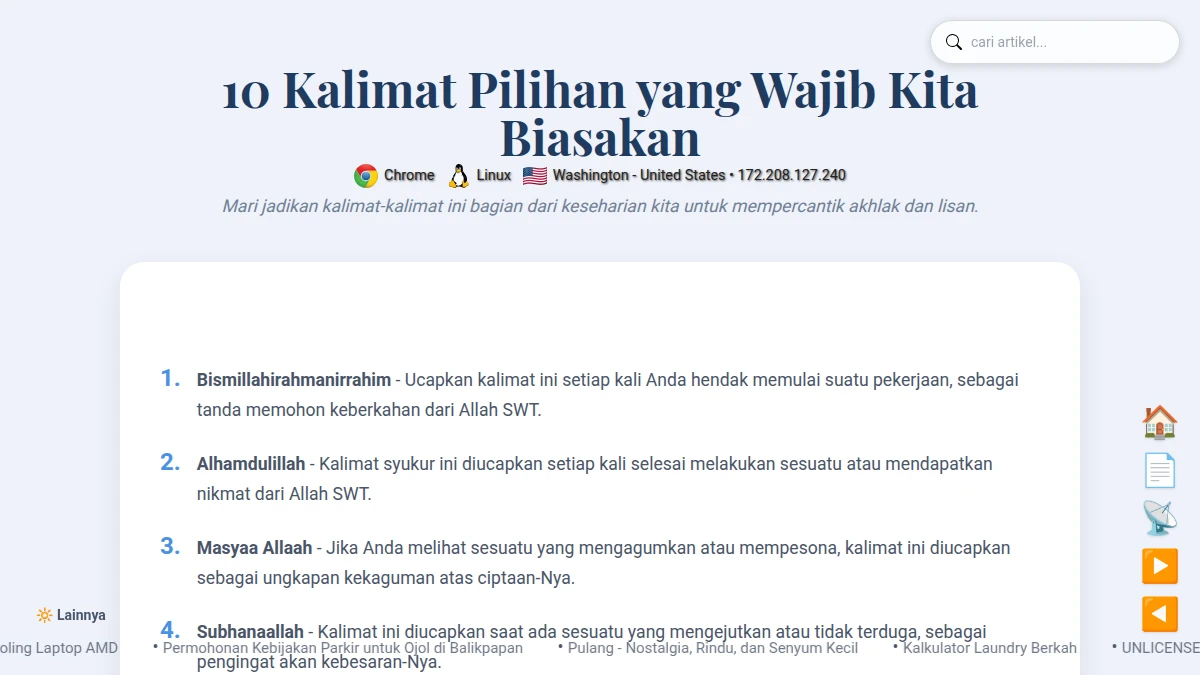 cari artikel...
10 Kalimat Pilihan yang Wajib Kita
Biasakan
Chrome Linux Washington - United States • 172.208.127.240
Mari jadikan kalimat-kalimat ini bagian dari keseharian kita untuk mempercantik akhlak dan lisan.
1. Bismillahirahmanirrahim - Ucapkan kalimat ini setiap kali Anda hendak memulai suatu pekerjaan, sebagai
tanda memohon keberkahan dari Allah SWT.
2. Alhamdulillah - Kalimat syukur ini diucapkan setiap kali selesai melakukan sesuatu atau mendapatkan
nikmat dari Allah SWT.
3. Masyaa Allaah - Jika Anda melihat sesuatu yang mengagumkan atau mempesona, kalimat ini diucapkan
sebagai ungkapan kekaguman atas ciptaan-Nya.
Lainnya
4. Subhanaallah - Kalimat ini diucapkan saat ada sesuatu yang mengejutkan atau tidak terduga, sebagai
oling Laptop AMD • Permohonan Kebijakan Parkir untuk Ojol di Balikpapan • Pulang - Nostalgia, Rindu, dan Senyum Kecil • Kalkulator Laundry Berkah • UNLICENSE
pengingat akan kebesaran-Nya.